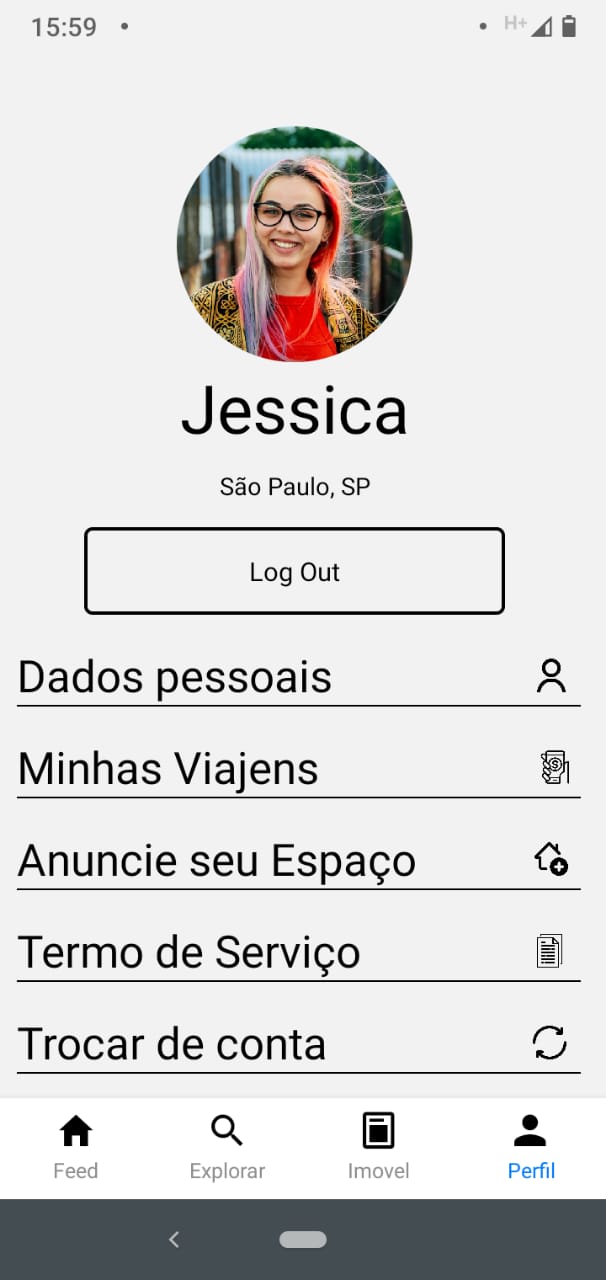 15:59
H+
Jessica
São Paulo, SP
Log Out
Dados pessoais
Minhas Viajens
Anuncie seu Espaço
Termo de Serviço
Trocar de conta
Feed Explorar Imovel Perfil